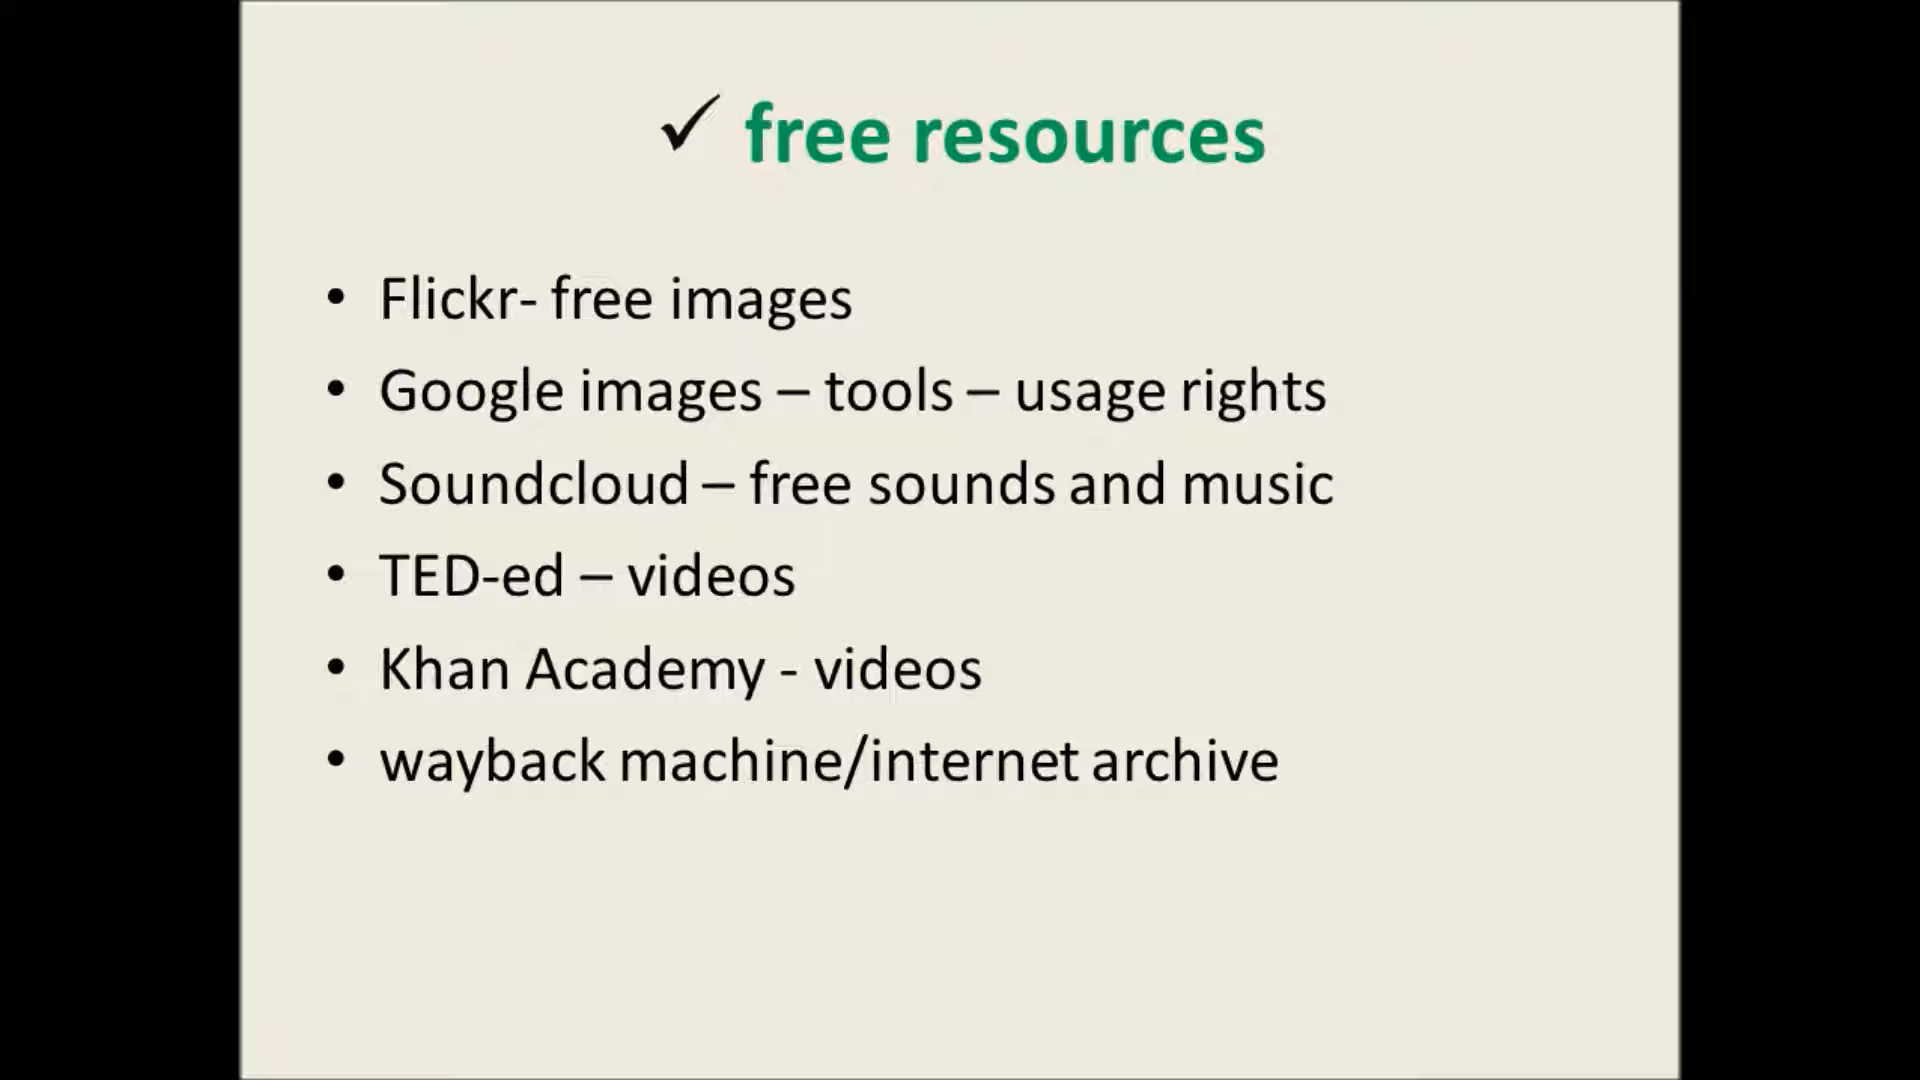 ✓ free resources
• Flickr- free images
• Google images – tools – usage rights
• Soundcloud – free sounds and music
• TED-ed – videos
• Khan Academy - videos
• wayback machine/internet archive